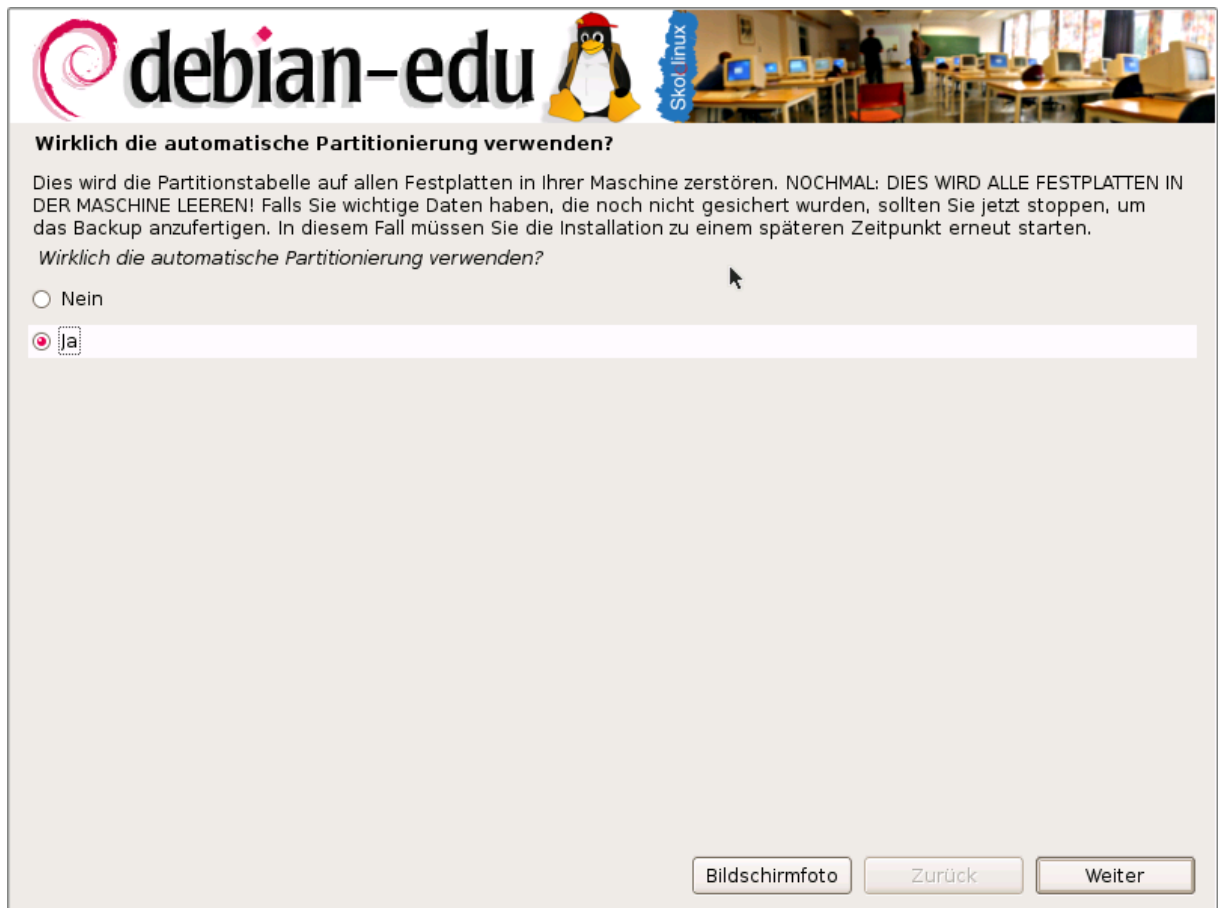 debian-edu
Skolelinux
Wirklich die automatische Partitionierung verwenden?
Dies wird die Partitionstabelle auf allen Festplatten in Ihrer Maschine zerstören. NOCHMAL: DIES WIRD ALLE FESTPLATTEN IN
DER MASCHINE LEEREN! Falls Sie wichtige Daten haben, die noch nicht gesichert wurden, sollten Sie jetzt stoppen, um
das Backup anzufertigen. In diesem Fall müssen Sie die Installation zu einem späteren Zeitpunkt erneut starten.
Wirklich die automatische Partitionierung verwenden?
Nein
Ja
Bildschirmfoto
Zurück
Weiter